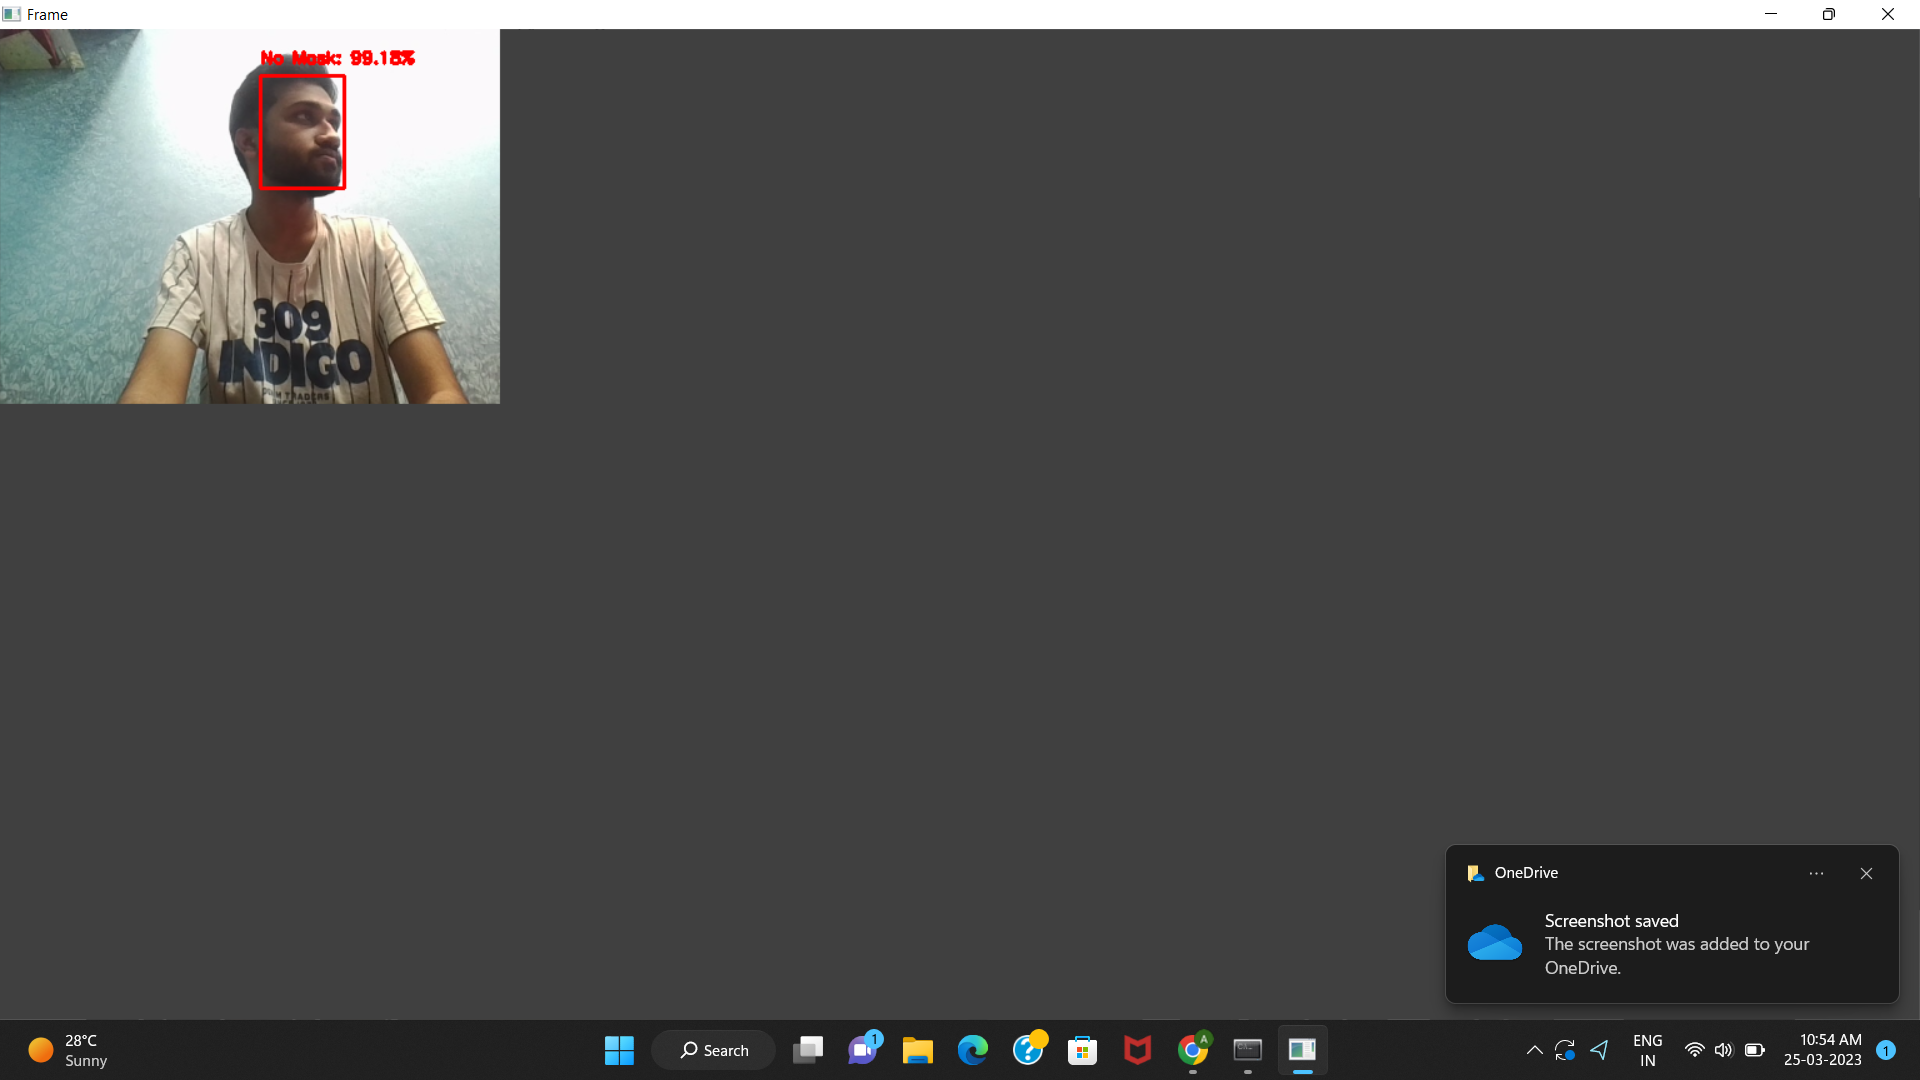 Frame
No Mask: 99.18%
309
INDIGO
OneDrive
Screenshot saved
The screenshot was added to your
OneDrive.
28°C
Sunny
Search
1
A
ENG
IN
10:54 AM
25-03-2023
1